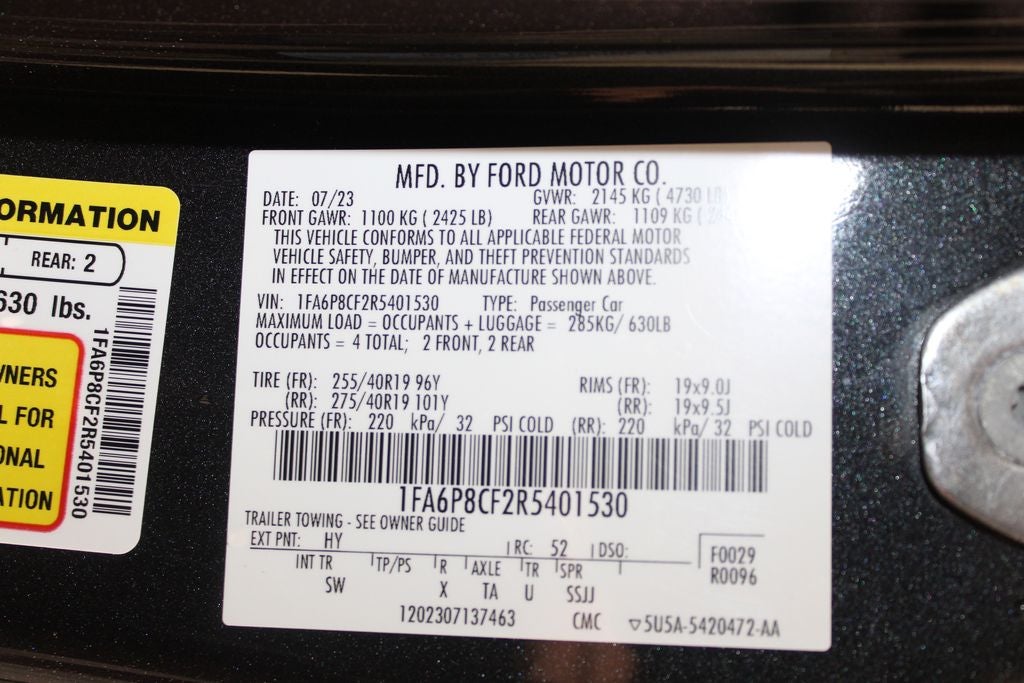 ORMATION
REAR: 2
630 lbs.
WNERS
L FOR
ONAL
ATION
1FA6P8CF2R5401530
MFD. BY FORD MOTOR CO.
DATE: 07/23 GVWR: 2145 KG ( 4730 LB
FRONT GAWR: 1100 KG ( 2425 LB) REAR GAWR: 1109 KG (
THIS VEHICLE CONFORMS TO ALL APPLICABLE FEDERAL MOTOR
VEHICLE SAFETY, BUMPER, AND THEFT PREVENTION STANDARDS
IN EFFECT ON THE DATE OF MANUFACTURE SHOWN ABOVE.
VIN: 1FA6P8CF2R5401530 TYPE: Passenger Car
MAXIMUM LOAD = OCCUPANTS + LUGGAGE = 285KG/ 630LB
OCCUPANTS = 4 TOTAL; 2 FRONT, 2 REAR
TIRE (FR): 255/40R19 96Y RIMS (FR): 19x9.0J
(RR): 275/40R19 101Y (RR): 19x9.5J
PRESSURE (FR): 220 kPa/ 32 PSI COLD (RR): 220 kPa/ 32 PSI COLD
1FA6P8CF2R5401530
TRAILER TOWING - SEE OWNER GUIDE
EXT PNT: HY RC: 52 DSO: F0029
INT TR TP/PS R AXLE TR SPR R0096
SW X TA U SSJJ
1202307137463 CMC ▽5U5A-5420472-AA